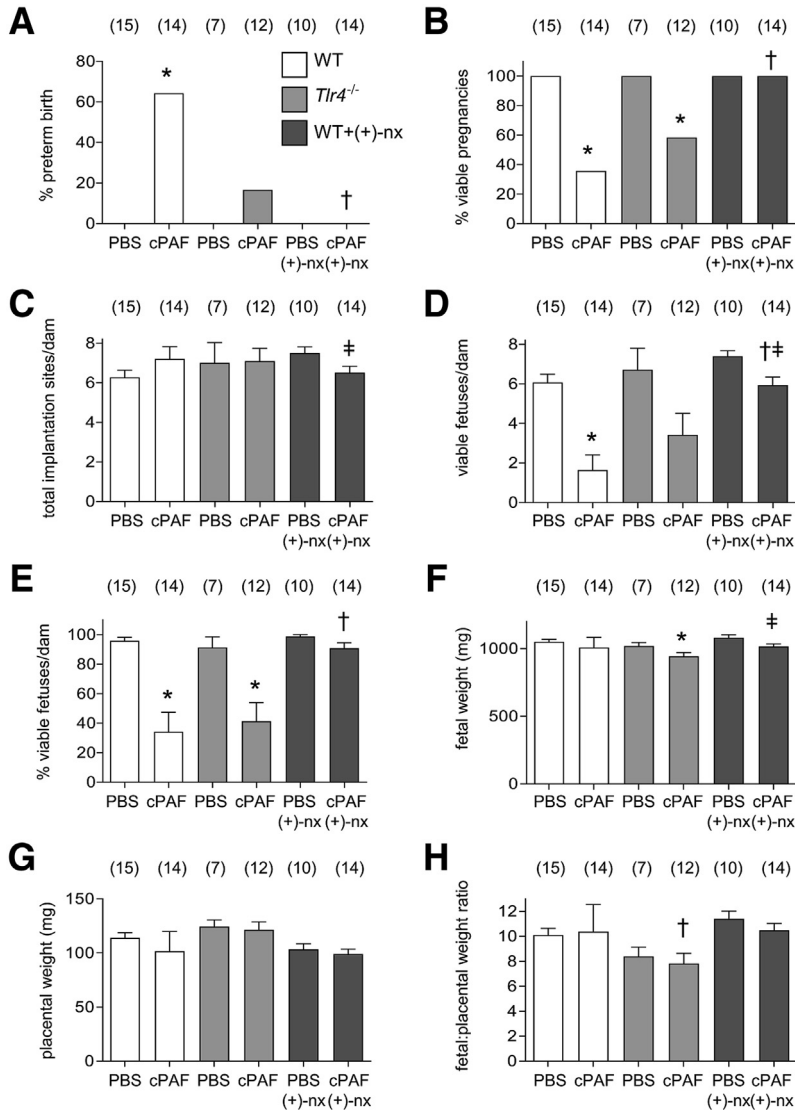 A
(15) (14) (7) (12) (10) (14)
% preterm birth
80
60
40
20
0
*
†
WT
Tlr4-/-
WT+(+)-nx
PBS cPAF PBS cPAF PBS cPAF
(+)-nx (+)-nx
B
(15) (14) (7) (12) (10) (14)
% viable pregnancies
100
80
60
40
20
0
* * †
PBS cPAF PBS cPAF PBS cPAF
(+)-nx (+)-nx
C
(15) (14) (7) (12) (10) (14)
total implantation sites/dam
8
6
4
2
0
‡
PBS cPAF PBS cPAF PBS cPAF
(+)-nx (+)-nx
D
(15) (14) (7) (12) (10) (14)
viable fetuses/dam
8
6
4
2
0
* †‡
PBS cPAF PBS cPAF PBS cPAF
(+)-nx (+)-nx
E
(15) (14) (7) (12) (10) (14)
% viable fetuses/dam
100
80
60
40
20
0
* * †
PBS cPAF PBS cPAF PBS cPAF
(+)-nx (+)-nx
F
(15) (14) (7) (12) (10) (14)
fetal weight (mg)
1000
500
0
* ‡
PBS cPAF PBS cPAF PBS cPAF
(+)-nx (+)-nx
G
(15) (14) (7) (12) (10) (14)
placental weight (mg)
150
100
50
0
PBS cPAF PBS cPAF PBS cPAF
(+)-nx (+)-nx
H
(15) (14) (7) (12) (10) (14)
fetal:placental weight ratio
12
10
8
6
4
2
0
†
PBS cPAF PBS cPAF PBS cPAF
(+)-nx (+)-nx